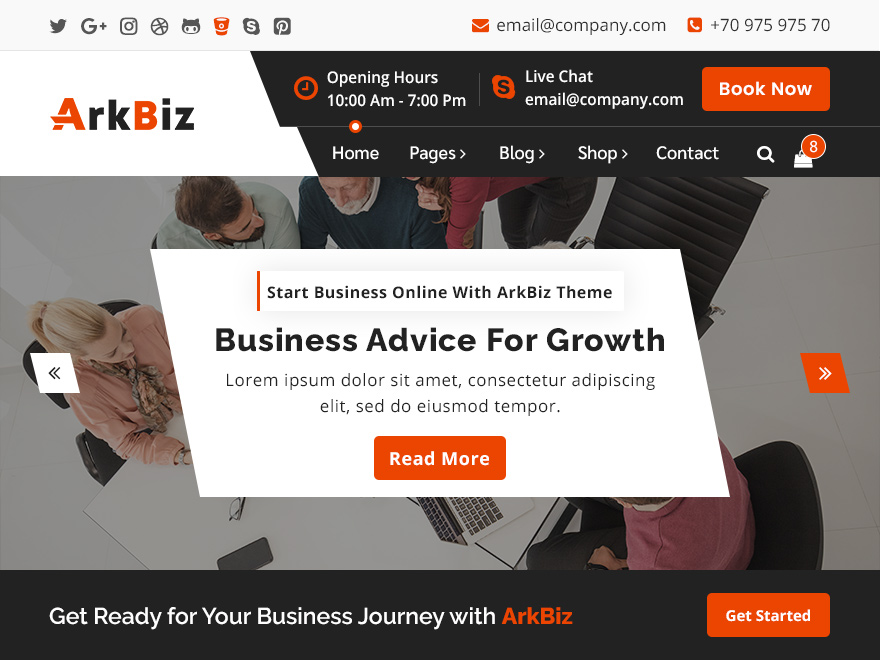 email@company.com
+70 975 975 70
ArkBiz
Opening Hours
10:00 Am - 7:00 Pm
Live Chat
email@company.com
Book Now
Home Pages Blog Shop Contact
8
Start Business Online With ArkBiz Theme
Business Advice For Growth
Lorem ipsum dolor sit amet, consectetur adipiscing
elit, sed do eiusmod tempor.
Read More
Get Ready for Your Business Journey with ArkBiz
Get Started